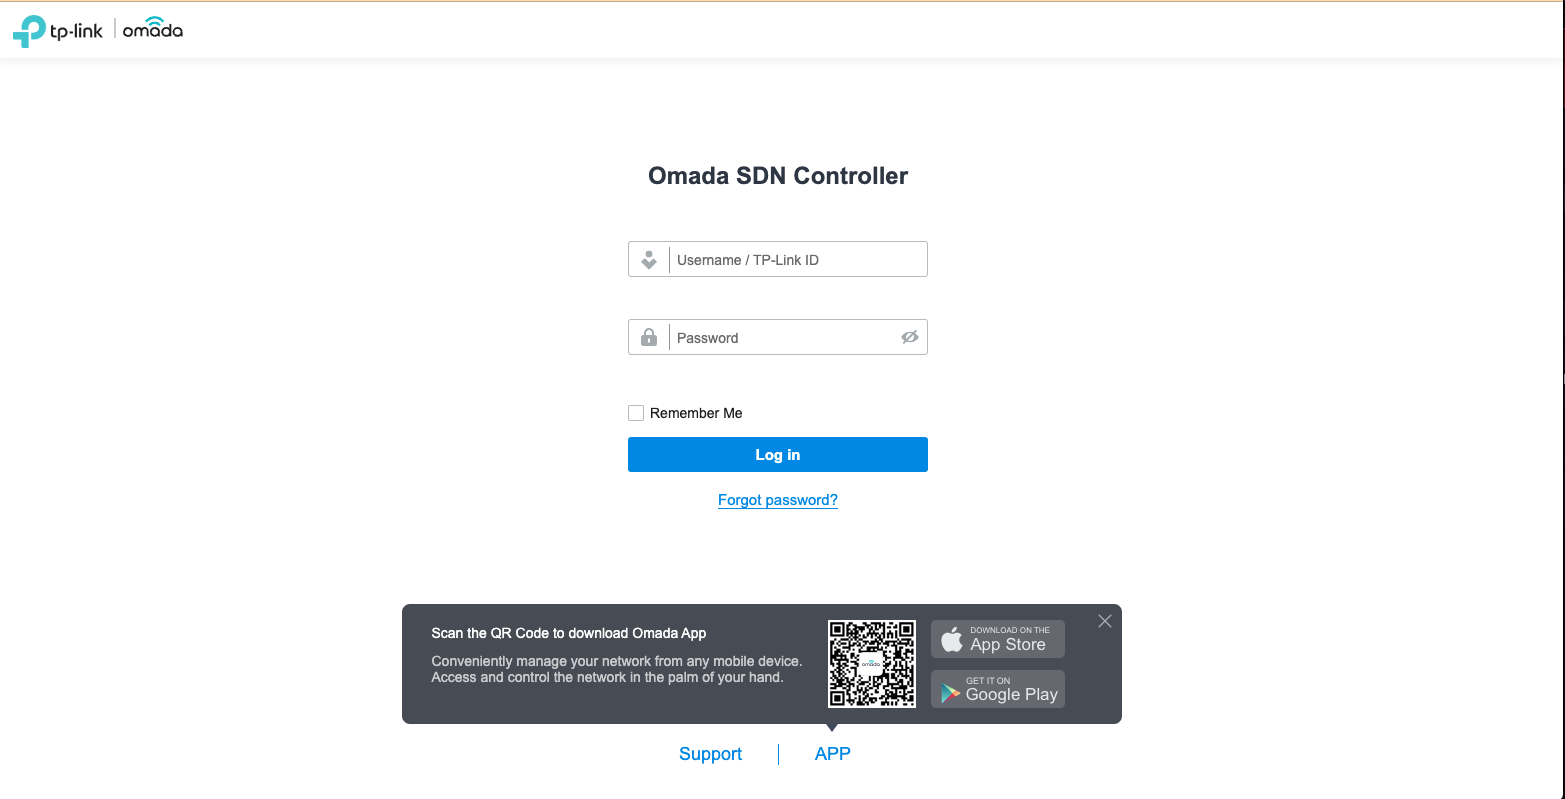 tp-link | omada
Omada SDN Controller
Username / TP-Link ID
Password
Remember Me
Log in
Forgot password?
Scan the QR Code to download Omada App
Conveniently manage your network from any mobile device.
Access and control the network in the palm of your hand.
omada
DOWNLOAD ON THE
App Store
GET IT ON
Google Play
Support | APP